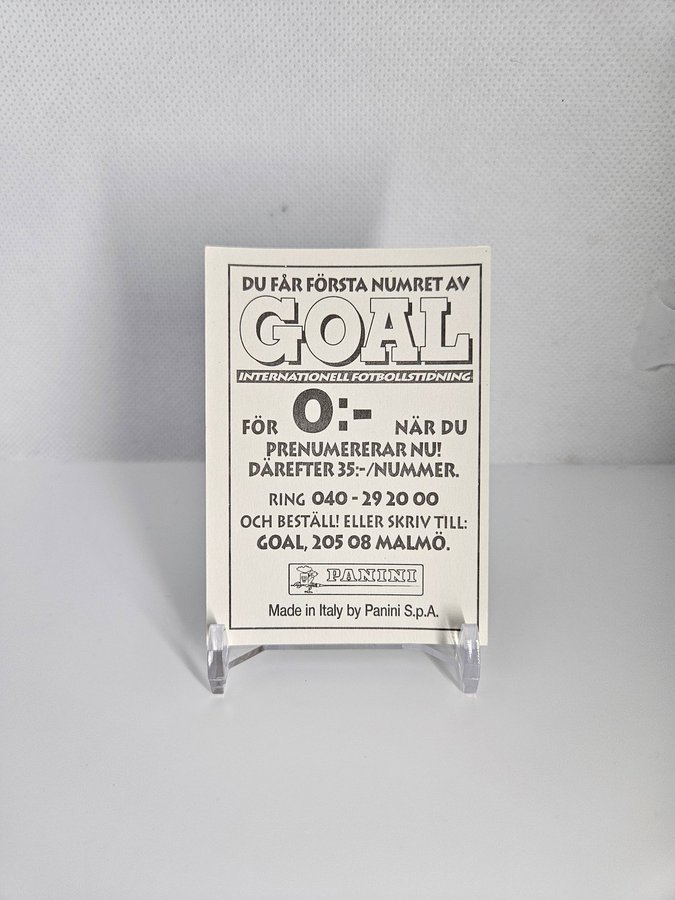 DU FÅR FÖRSTA NUMRET AV
GOAL
INTERNATIONELL FOTBOLLSTIDNING
FÖR 0:- NÄR DU
PRENUMERERAR NU!
DÄREFTER 35:-/NUMMER.
RING 040 - 29 20 00
OCH BESTÄLL! ELLER SKRIV TILL:
GOAL, 205 08 MALMÖ.
PANINI
Made in Italy by Panini S.p.A.